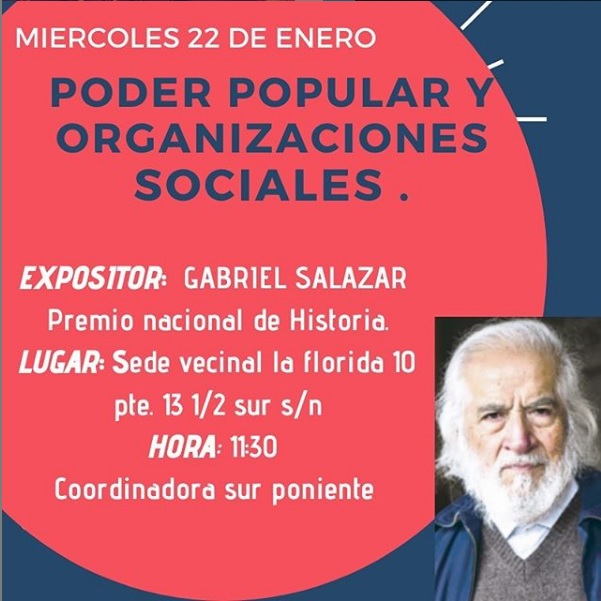 MIERCOLES 22 DE ENERO
PODER POPULAR Y
ORGANIZACIONES
SOCIALES .
EXPOSITOR: GABRIEL SALAZAR
Premio nacional de Historia.
LUGAR: Sede vecinal la florida 10
pte. 13 1/2 sur s/n
HORA: 11:30
Coordinadora sur poniente